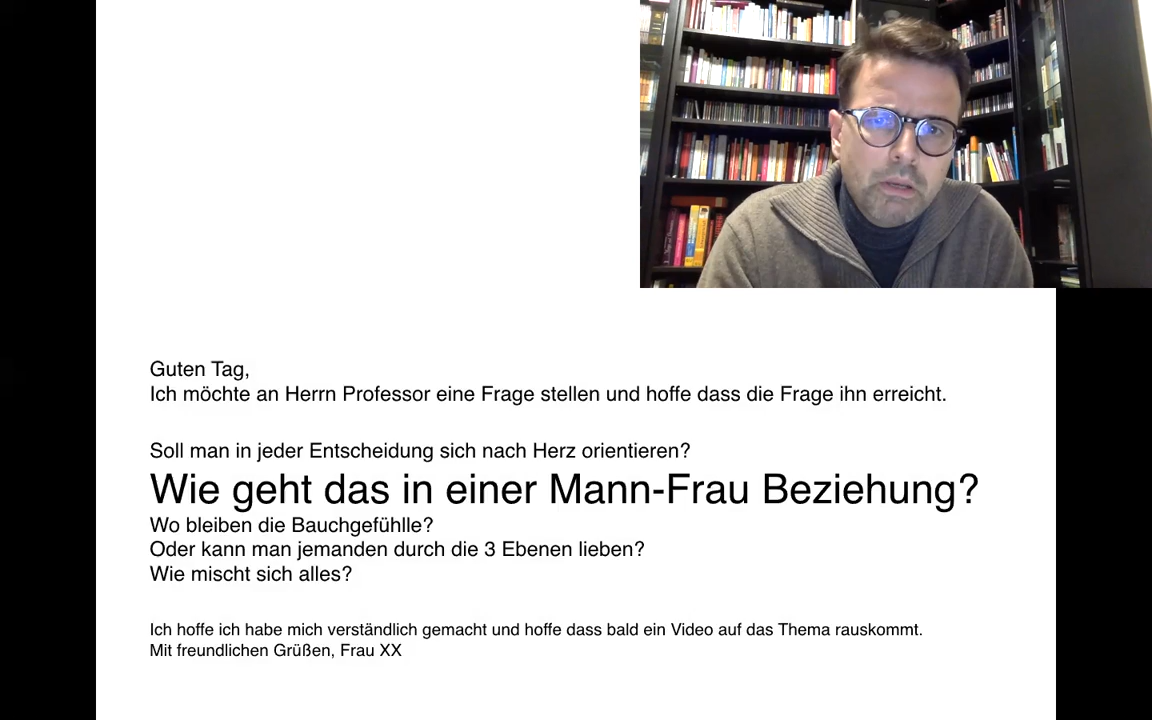 Guten Tag,
Ich möchte an Herrn Professor eine Frage stellen und hoffe dass die Frage ihn erreicht.
Soll man in jeder Entscheidung sich nach Herz orientieren?
Wie geht das in einer Mann-Frau Beziehung?
Wo bleiben die Bauchgefühlle?
Oder kann man jemanden durch die 3 Ebenen lieben?
Wie mischt sich alles?
Ich hoffe ich habe mich verständlich gemacht und hoffe dass bald ein Video auf das Thema rauskommt.
Mit freundlichen Grüßen, Frau XX